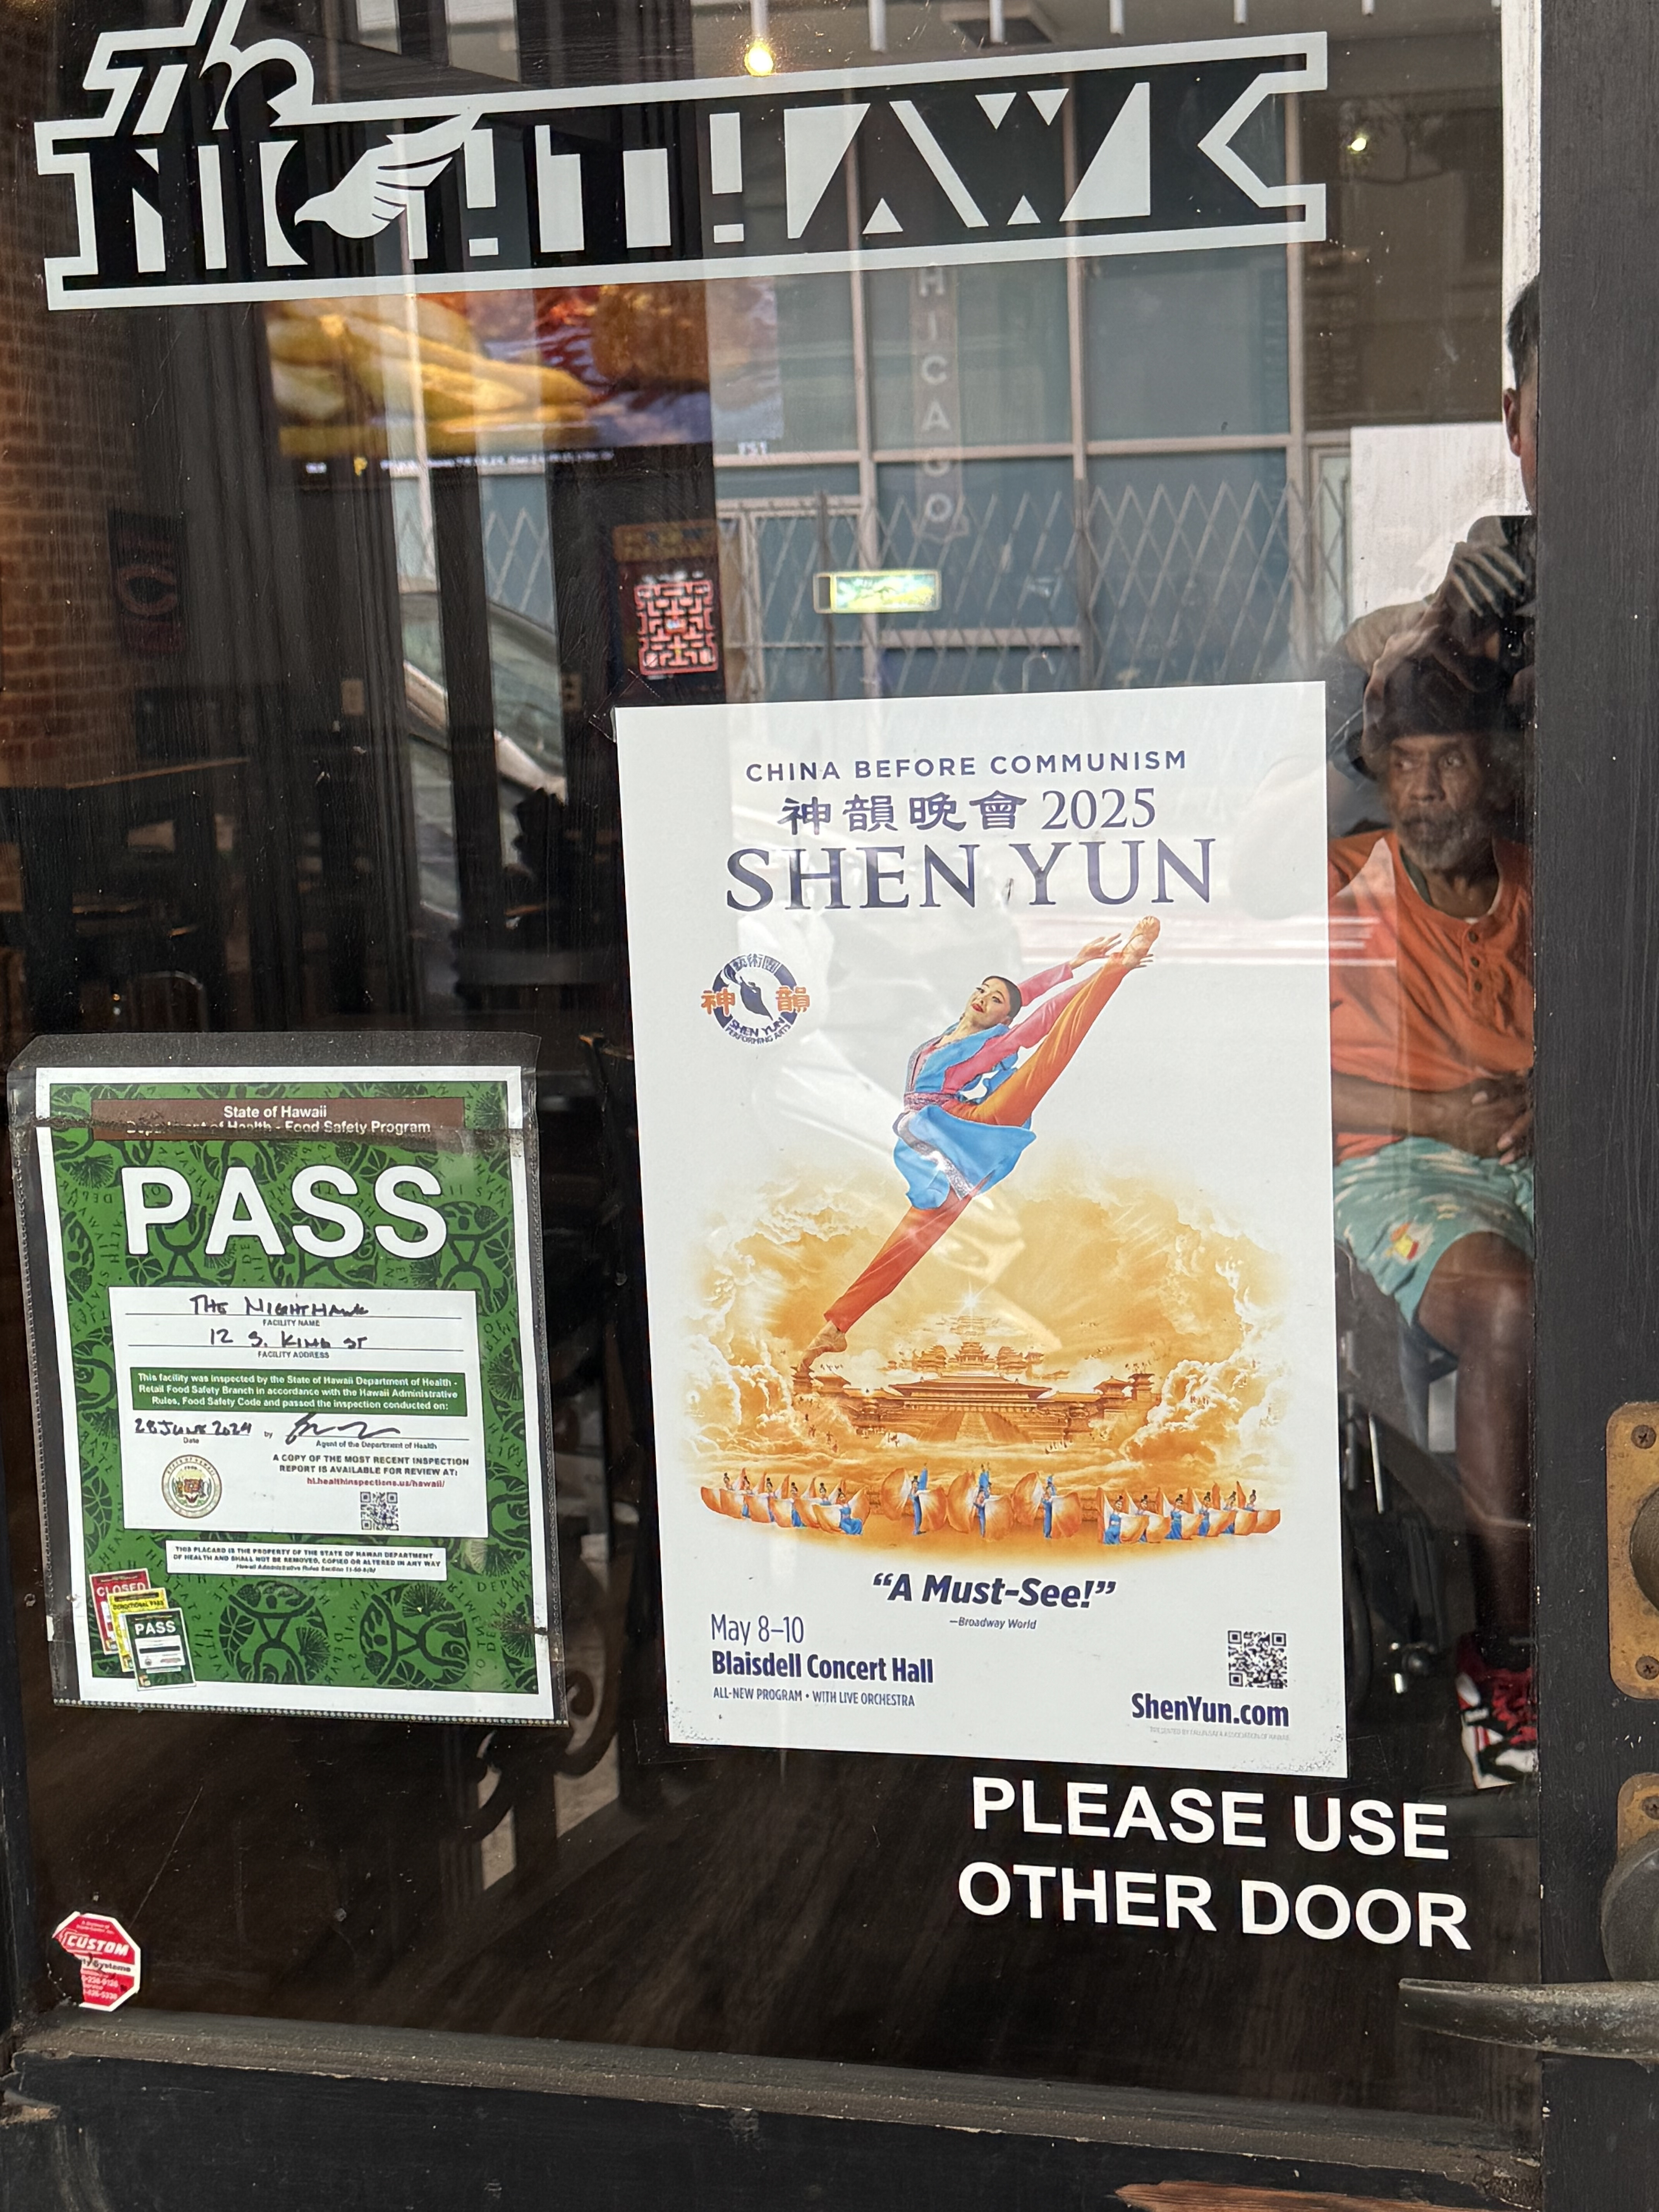 The
NIGHTHAWK
CHICAGO
TS1
CHINA BEFORE COMMUNISM
神韻晚會 2025
SHEN YUN
藝術團
神 韻
SHEN YUN
PERFORMING ARTS
"A Must-See!"
—Broadway World
May 8–10
Blaisdell Concert Hall
ALL-NEW PROGRAM • WITH LIVE ORCHESTRA
ShenYun.com
State of Hawaii
Department of Health - Food Safety Program
PASS
THE NIGHTHAWK
FACILITY NAME
12 S. KING ST
FACILITY ADDRESS
This facility was inspected by the State of Hawaii Department of Health -
Retail Food Safety Branch in accordance with the Hawaii Administrative
Rules, Food Safety Code and passed the inspection conducted on:
28 JUNE 2024 by
Date
Agent of the Department of Health
A COPY OF THE MOST RECENT INSPECTION
REPORT IS AVAILABLE FOR REVIEW AT:
hi.healthinspections.us/hawaii/
THIS PLACARD IS THE PROPERTY OF THE STATE OF HAWAII DEPARTMENT
OF HEALTH AND SHALL NOT BE REMOVED, COPIED OR ALTERED IN ANY WAY
CLOSED
CONDITIONAL PASS
PASS
PLEASE USE
OTHER DOOR
CUSTOM